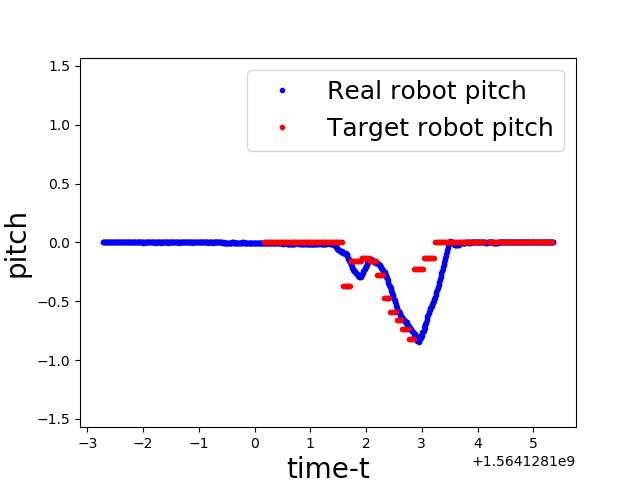 Real robot pitch
Target robot pitch
1.5
1.0
0.5
0.0
−0.5
−1.0
−1.5
pitch
−3 −2 −1 0 1 2 3 4 5
time-t
+1.5641281e9